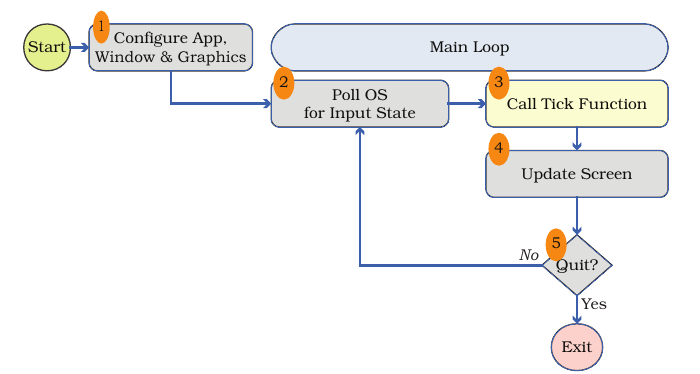 Start
1
Configure App,
Window & Graphics
Main Loop
2
Poll OS
for Input State
3
Call Tick Function
4
Update Screen
5
Quit?
No
Yes
Exit